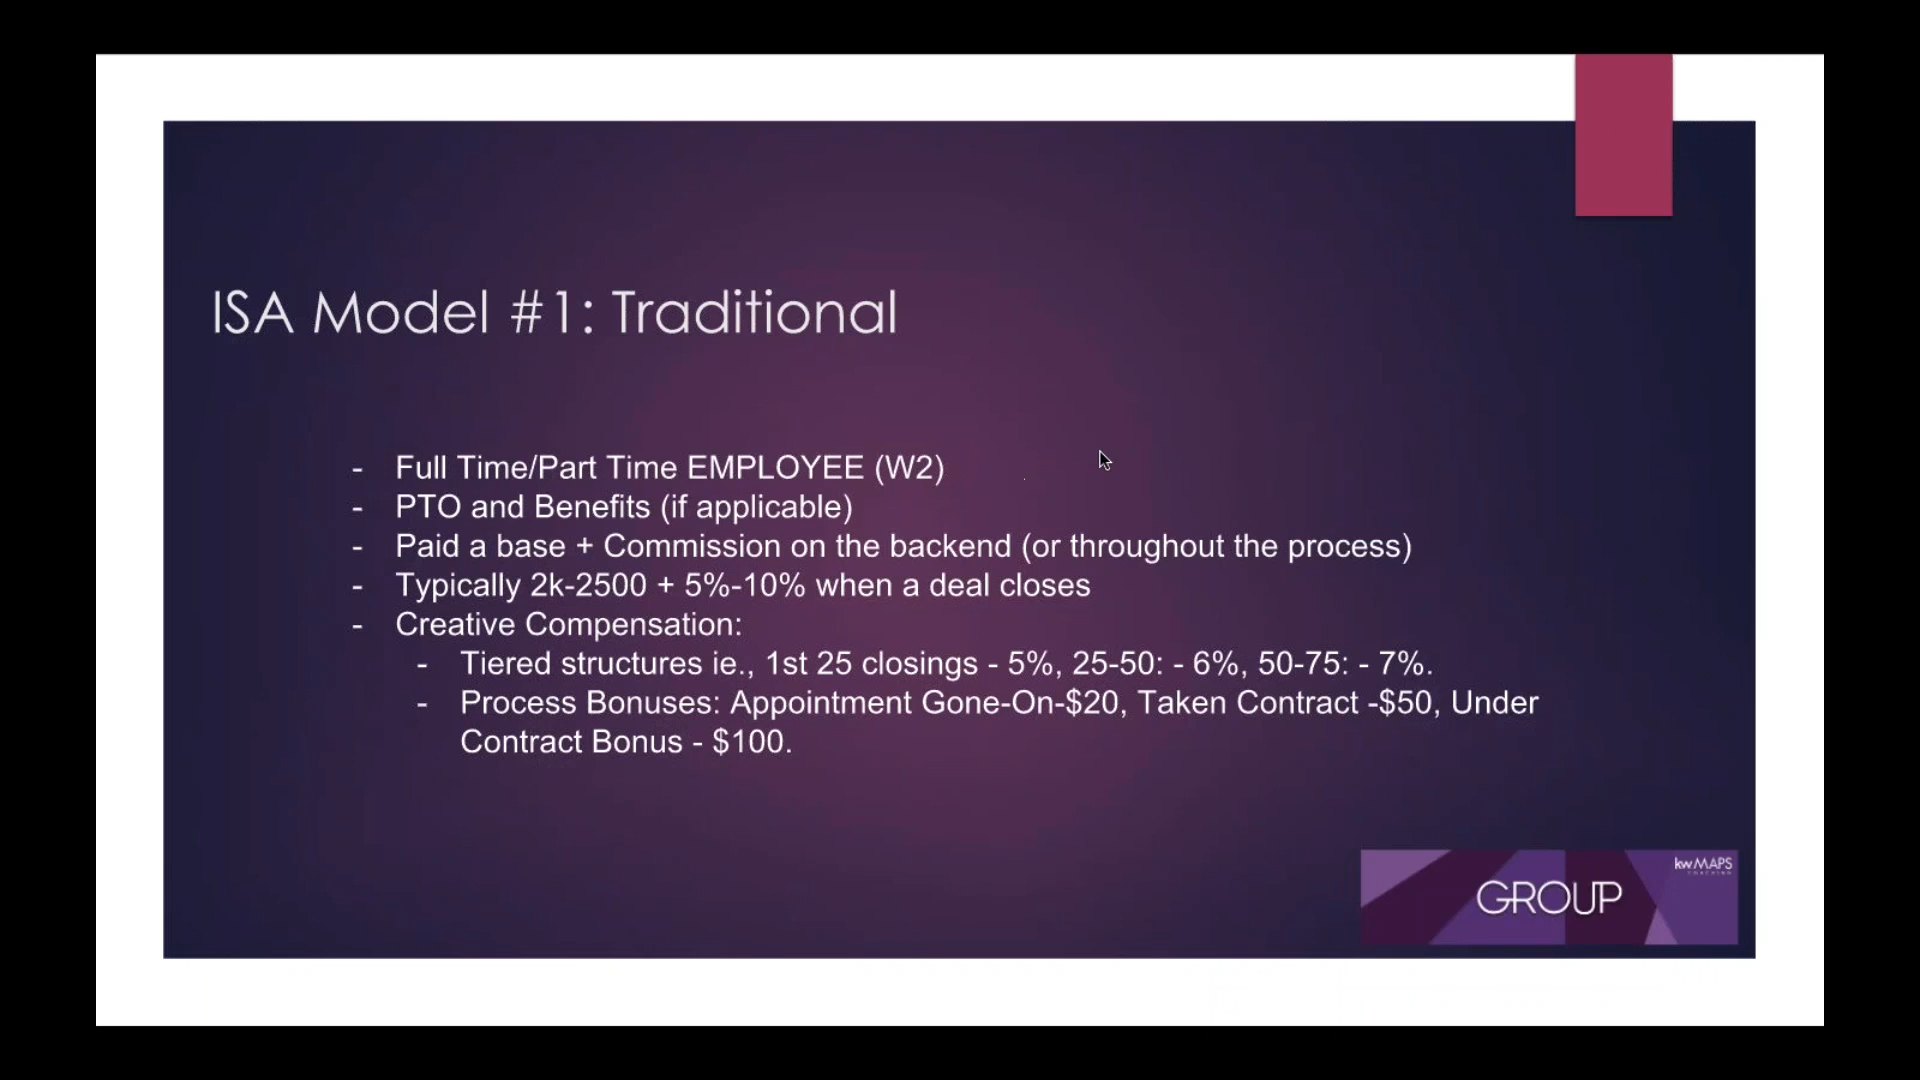 ISA Model #1: Traditional
- Full Time/Part Time EMPLOYEE (W2)
- PTO and Benefits (if applicable)
- Paid a base + Commission on the backend (or throughout the process)
- Typically 2k-2500 + 5%-10% when a deal closes
- Creative Compensation:
- Tiered structures ie., 1st 25 closings - 5%, 25-50: - 6%, 50-75: - 7%.
- Process Bonuses: Appointment Gone-On-$20, Taken Contract -$50, Under
Contract Bonus - $100.
kw MAPS
COACHING
GROUP